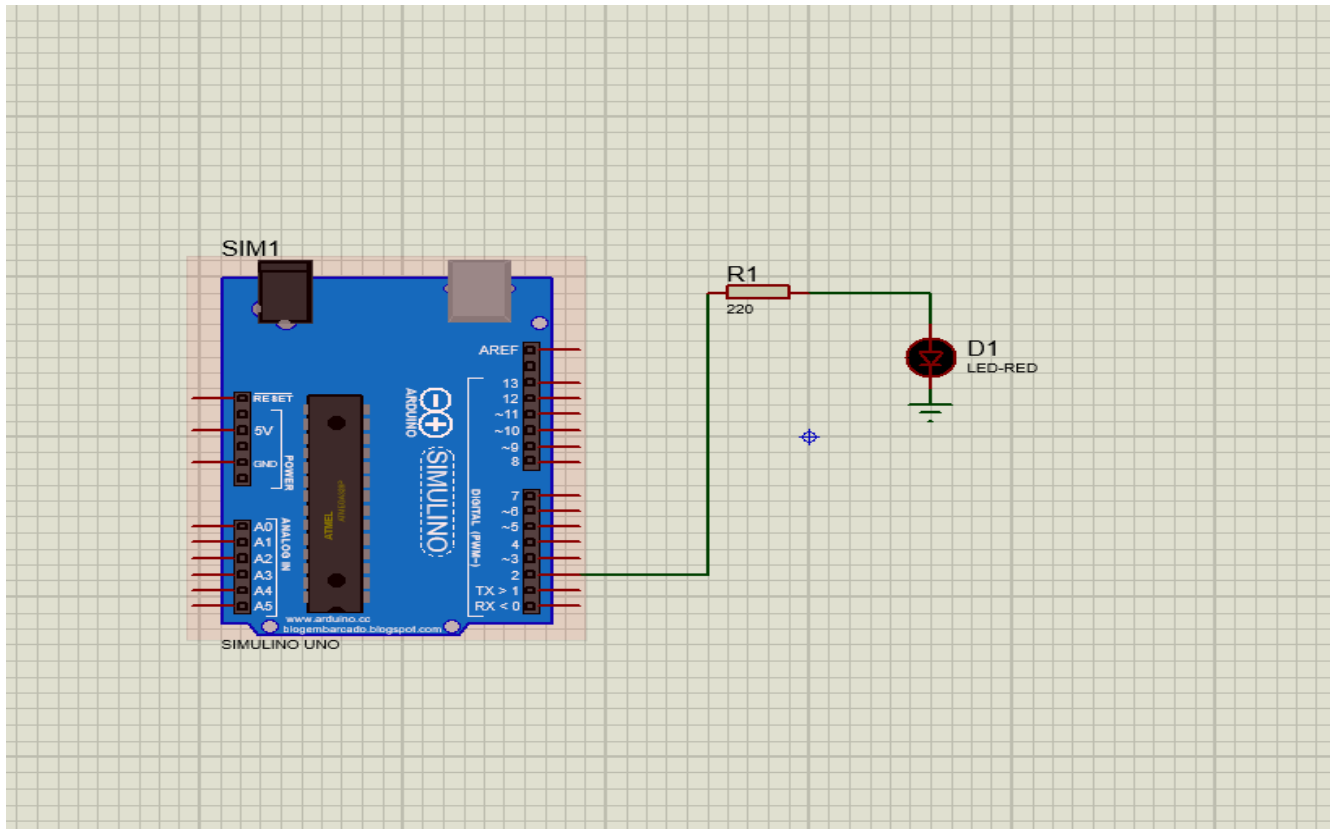 SIM1
R1
220
D1
LED-RED
AREF
13
12
~11
~10
~9
8
7
~6
~5
4
~3
2
TX > 1
RX < 0
RESET
5V
GND
POWER
A0
A1
A2
A3
A4
A5
ANALOG IN
ARDUINO
SIMULINO
DIGITAL (PWM~)
ATMEL
ATMEGA328P
www.arduino.cc
blogembarcado.blogspot.com
SIMULINO UNO